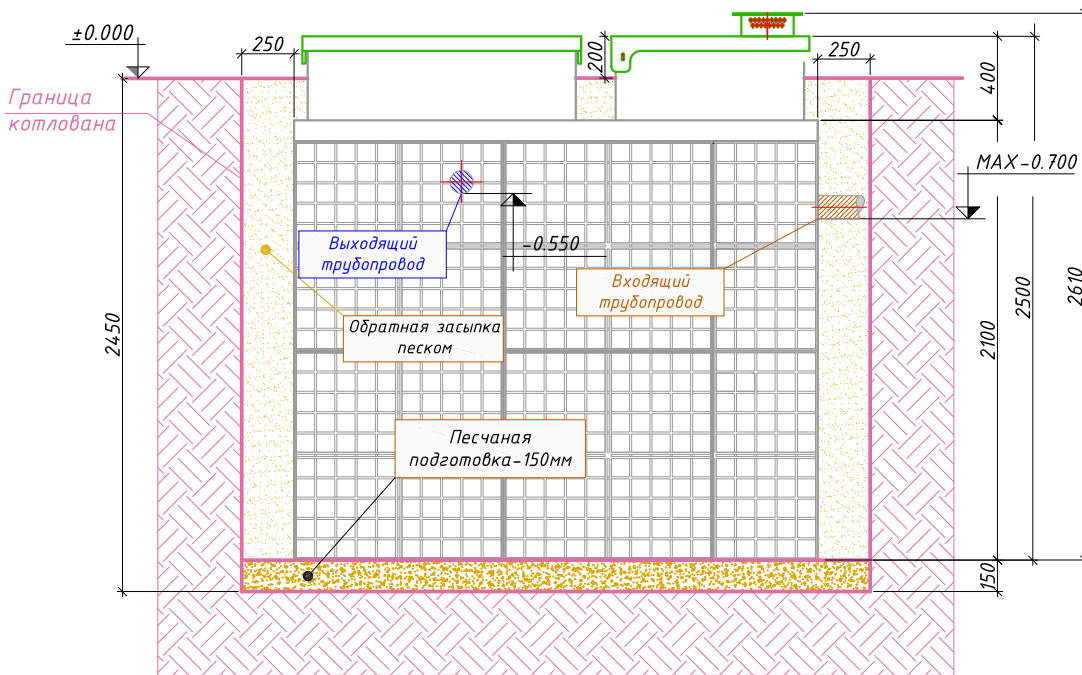 ±0.000
250
200
250
400
2610
Граница
котлована
MAX-0.700
Выходящий
трубопровод
-0.550
Входящий
трубопровод
2500
2450
Обратная засыпка
песком
2100
Песчаная
подготовка-150мм
150